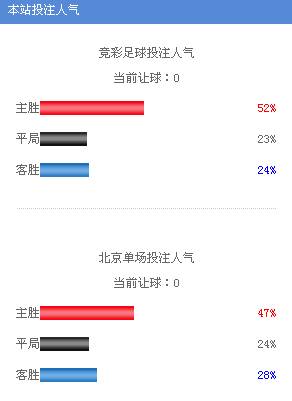 本站投注人气
竞彩足球投注人气
当前让球：0
主胜 52%
平局 23%
客胜 24%
北京单场投注人气
当前让球：0
主胜 47%
平局 24%
客胜 28%